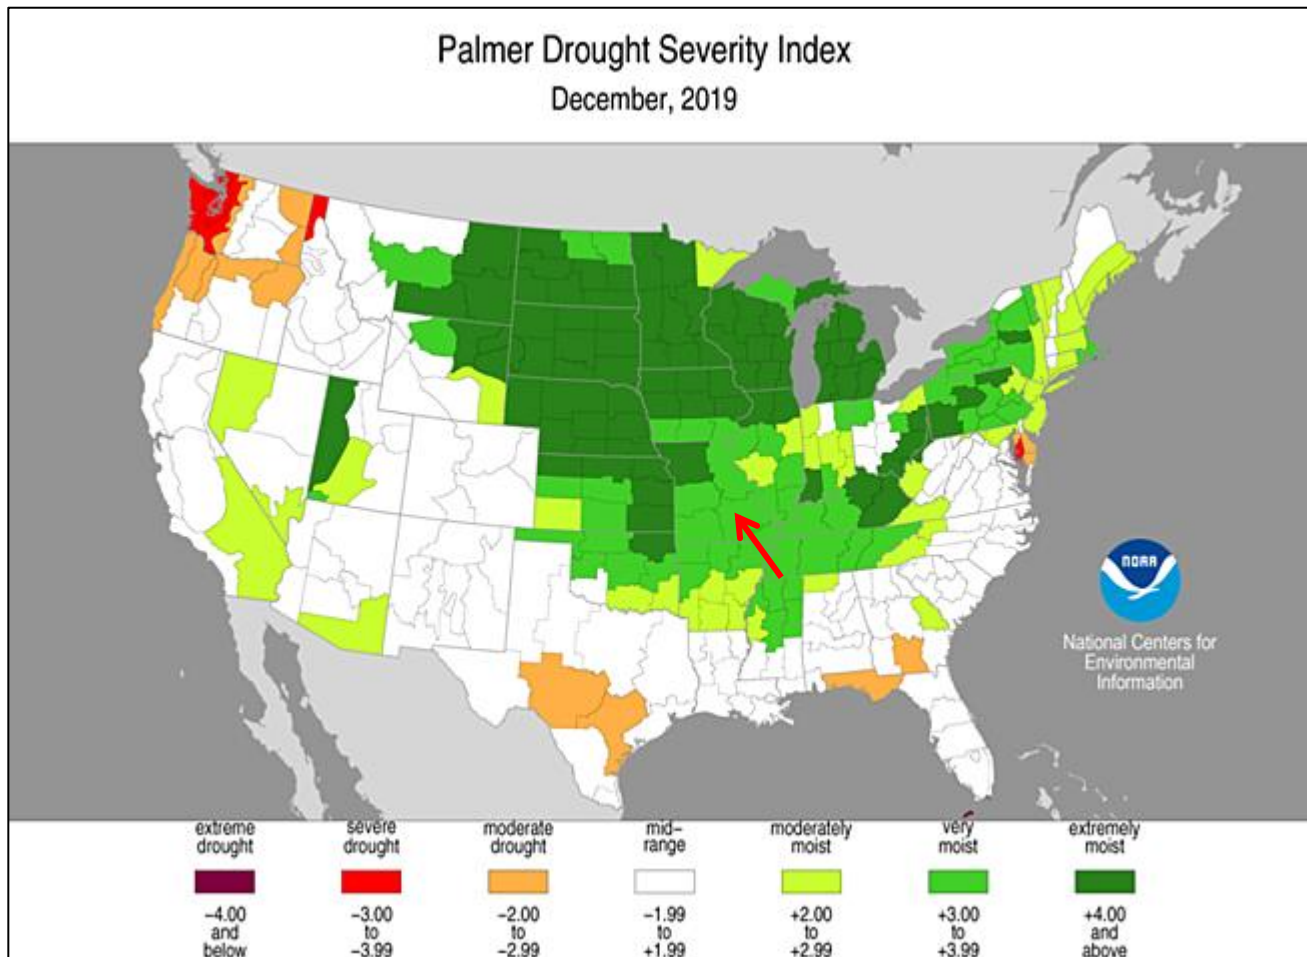 Palmer Drought Severity Index
December, 2019
NOAA
National Centers for
Environmental
Information
extreme
drought
severe
drought
moderate
drought
mid-
range
moderately
moist
very
moist
extremely
moist
-4.00
and
below
-3.00
to
-3.99
-2.00
to
-2.99
-1.99
to
+1.99
+2.00
to
+2.99
+3.00
to
+3.99
+4.00
and
above